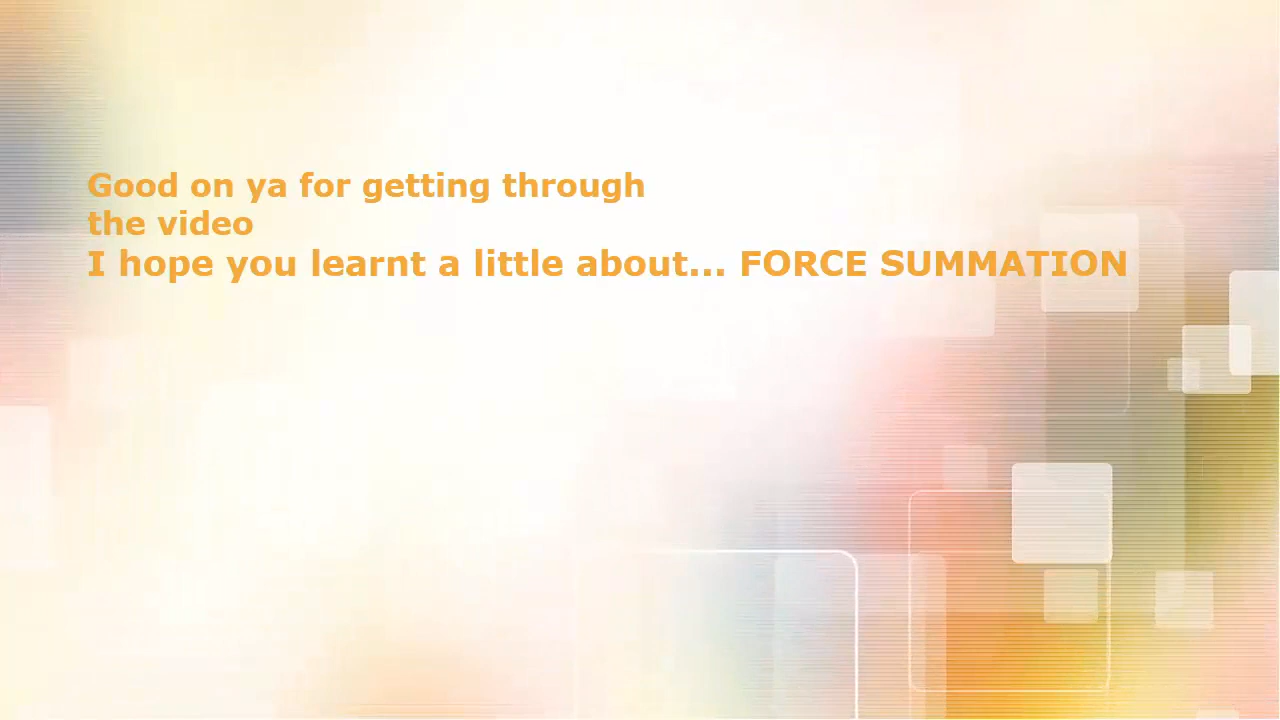 Good on ya for getting through
the video
I hope you learnt a little about... FORCE SUMMATION